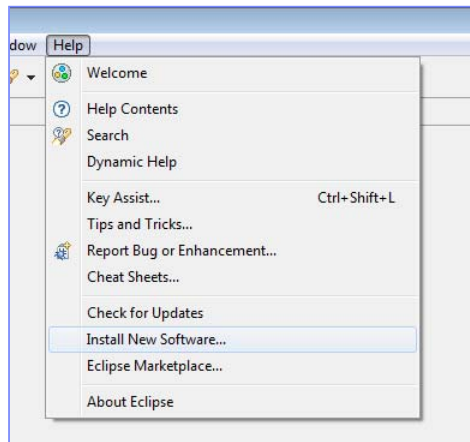 dow Help
Welcome
Help Contents
Search
Dynamic Help
Key Assist... Ctrl+Shift+L
Tips and Tricks...
Report Bug or Enhancement...
Cheat Sheets...
Check for Updates
Install New Software...
Eclipse Marketplace...
About Eclipse